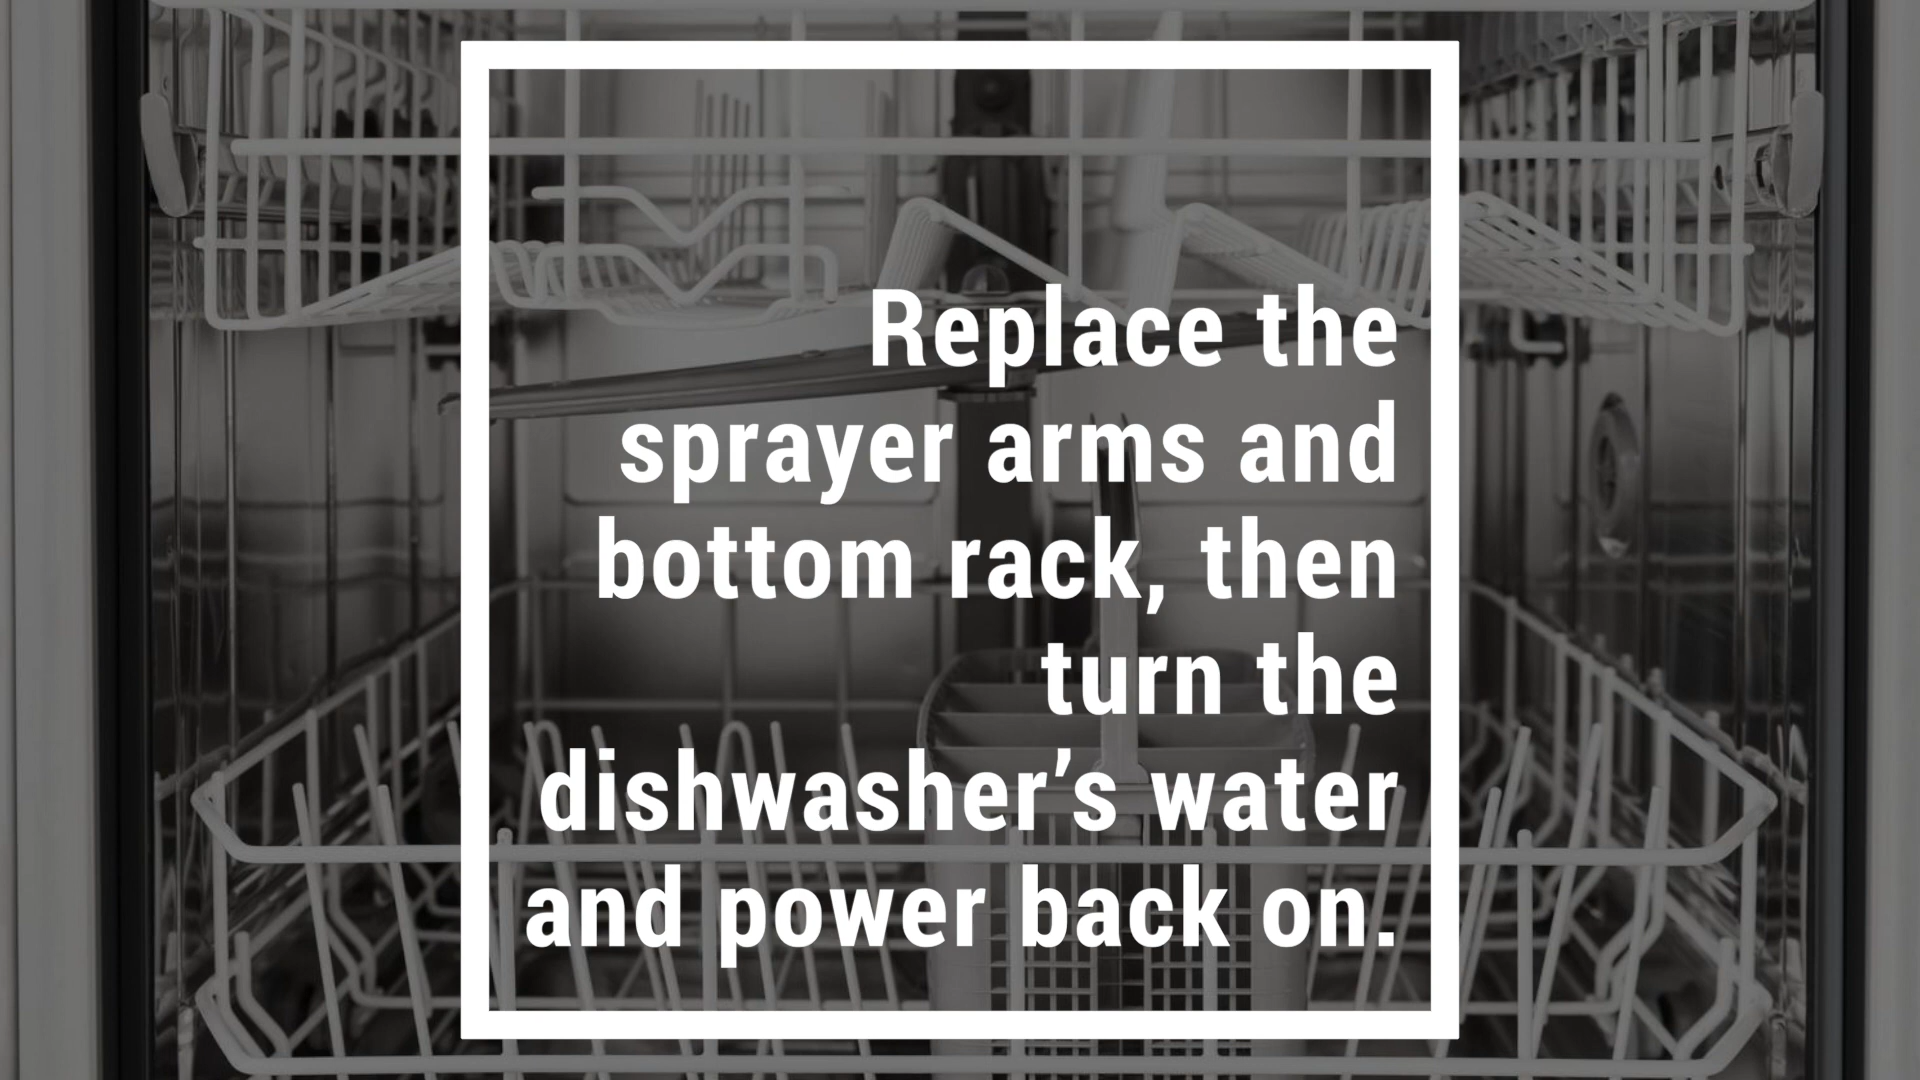 Replace the
sprayer arms and
bottom rack, then
turn the
dishwasher’s water
and power back on.